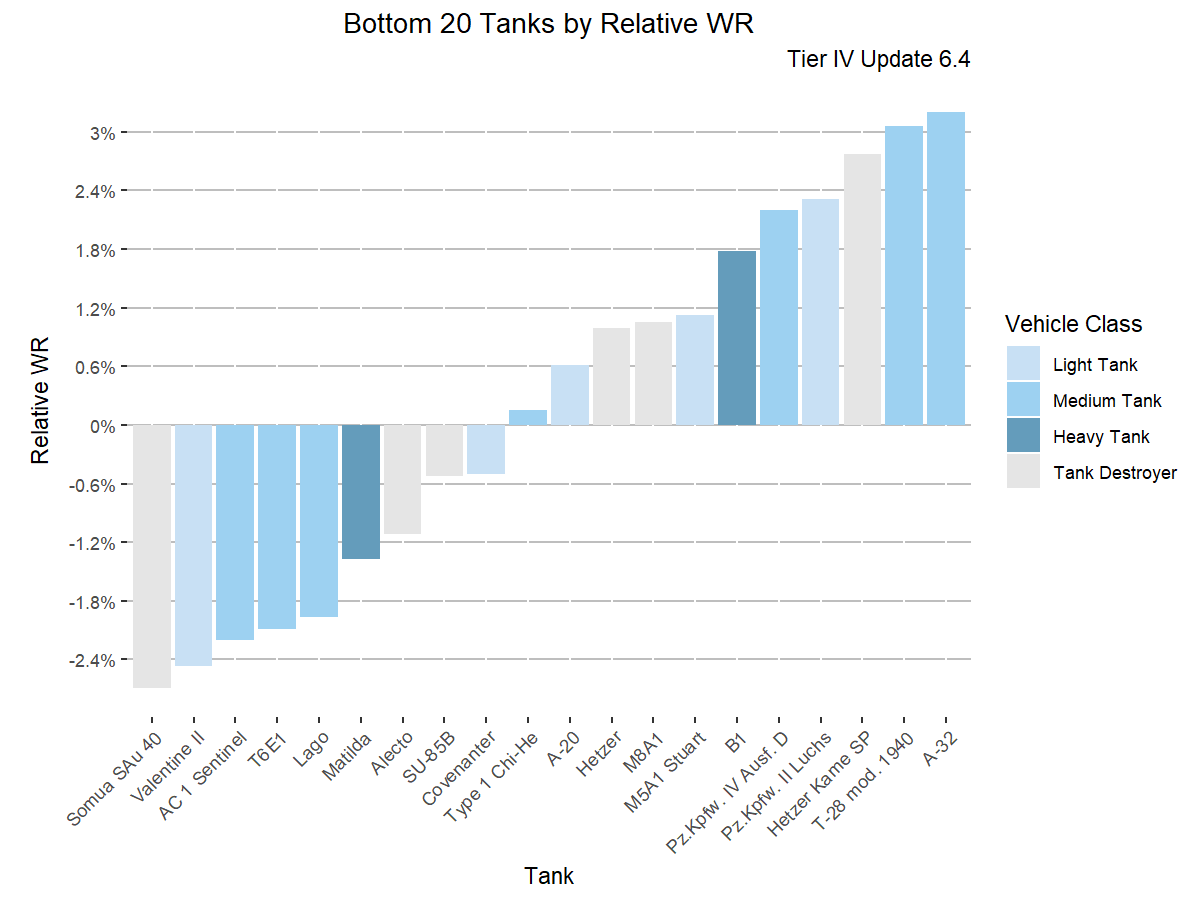 Bottom 20 Tanks by Relative WR
Tier IV Update 6.4
3%
2.4%
1.8%
1.2%
0.6%
0%
-0.6%
-1.2%
-1.8%
-2.4%
Relative WR
Somua SAu 40
Valentine II
AC 1 Sentinel
T6E1
Lago
Matilda
Alecto
SU-85B
Covenanter
Type 1 Chi-He
A-20
Hetzer
M8A1
M5A1 Stuart
B1
Pz.Kpfw. IV Ausf. D
Pz.Kpfw. II Luchs
Hetzer Kame SP
T-28 mod. 1940
A-32
Tank
Vehicle Class
Light Tank
Medium Tank
Heavy Tank
Tank Destroyer